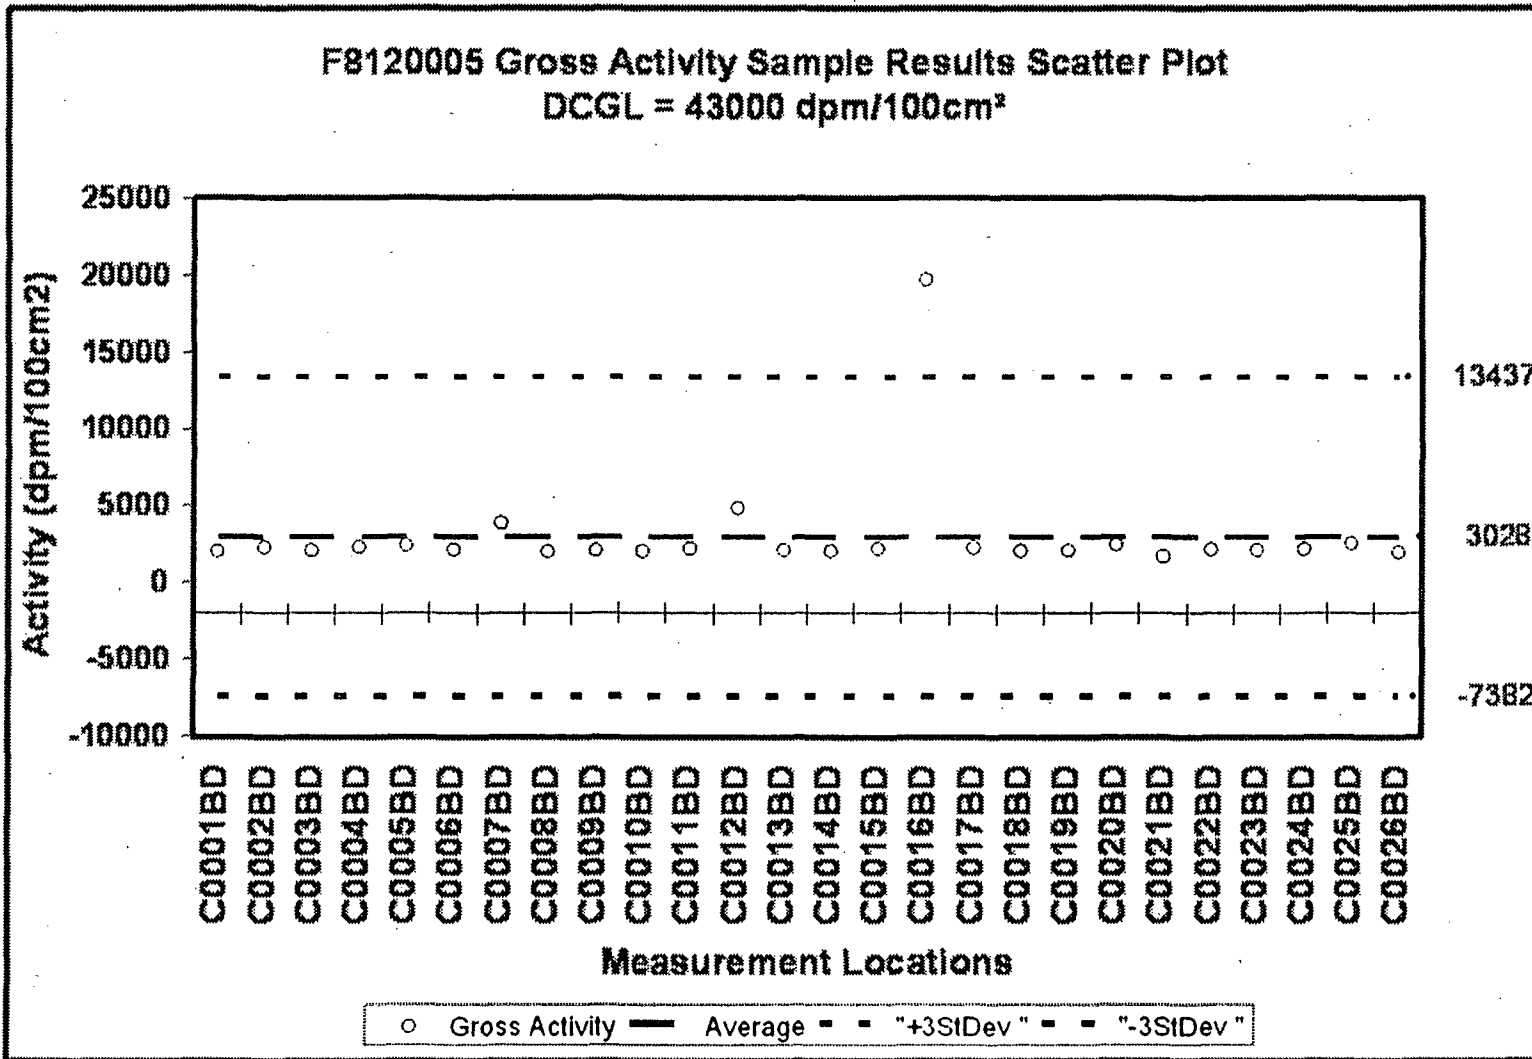 F8120005 Gross Activity Sample Results Scatter Plot
DCGL = 43000 dpm/100cm²
25000
20000
15000
10000
5000
0
-5000
-10000
Activity (dpm/100cm2)
13437
3028
-7382
C0001BD
C0002BD
C0003BD
C0004BD
C0005BD
C0006BD
C0007BD
C0008BD
C0009BD
C0010BD
C0011BD
C0012BD
C0013BD
C0014BD
C0015BD
C0016BD
C0017BD
C0018BD
C0019BD
C0020BD
C0021BD
C0022BD
C0023BD
C0024BD
C0025BD
C0026BD
Measurement Locations
Gross Activity Average "+3StDev " "-3StDev "